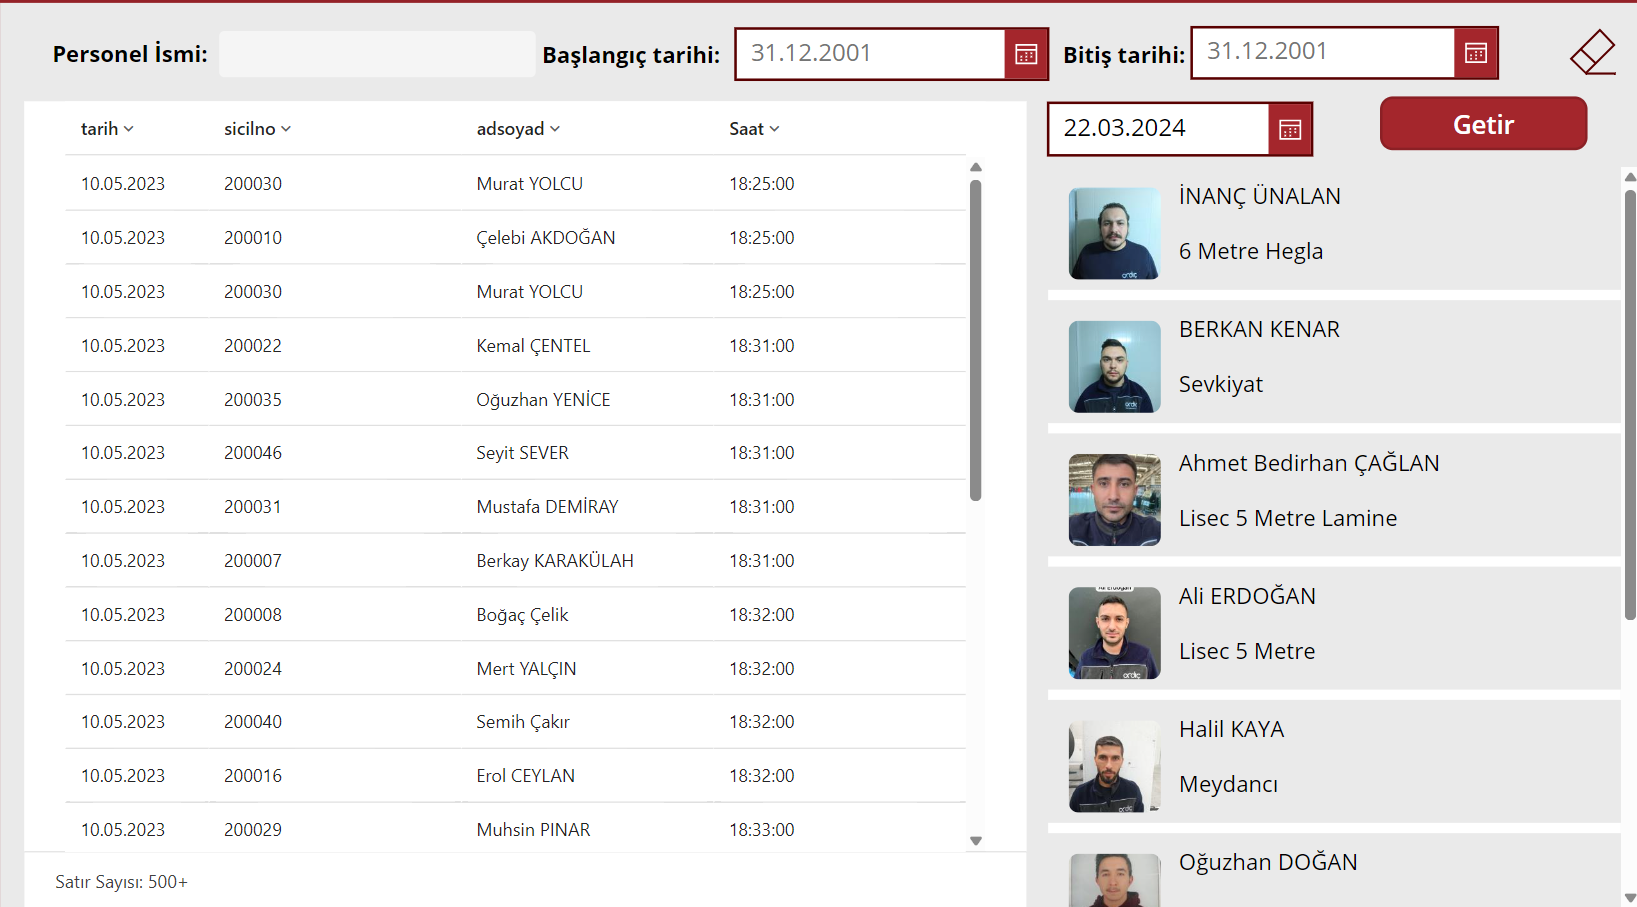 Personel İsmi:
Başlangıç tarihi: 31.12.2001
Bitiş tarihi: 31.12.2001
tarih sicilno adsoyad Saat
10.05.2023 200030 Murat YOLCU 18:25:00
10.05.2023 200010 Çelebi AKDOĞAN 18:25:00
10.05.2023 200030 Murat YOLCU 18:25:00
10.05.2023 200022 Kemal ÇENTEL 18:31:00
10.05.2023 200035 Oğuzhan YENİCE 18:31:00
10.05.2023 200046 Seyit SEVER 18:31:00
10.05.2023 200031 Mustafa DEMİRAY 18:31:00
10.05.2023 200007 Berkay KARAKÜLAH 18:31:00
10.05.2023 200008 Boğaç Çelik 18:32:00
10.05.2023 200024 Mert YALÇIN 18:32:00
10.05.2023 200040 Semih Çakır 18:32:00
10.05.2023 200016 Erol CEYLAN 18:32:00
10.05.2023 200029 Muhsin PINAR 18:33:00
Satır Sayısı: 500+
22.03.2024
Getir
İNANÇ ÜNALAN
6 Metre Hegla
ordiç
BERKAN KENAR
Sevkiyat
ordiç
Ahmet Bedirhan ÇAĞLAN
Lisec 5 Metre Lamine
Ali ERDOĞAN
Lisec 5 Metre
ordiç
Halil KAYA
Meydancı
ordiç
Oğuzhan DOĞAN